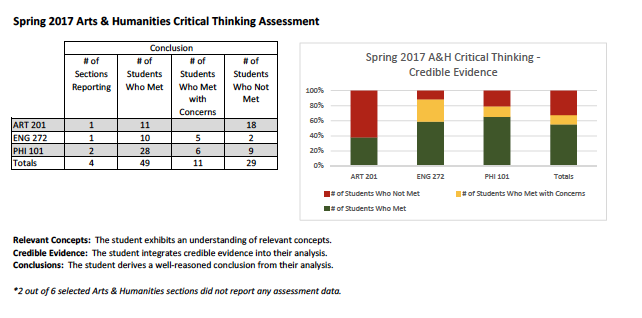 Spring 2017 Arts & Humanities Critical Thinking Assessment
Conclusion
# of Sections Reporting # of Students Who Met # of Students Who Met with Concerns # of Students Who Not Met
ART 201 1 11 18
ENG 272 1 10 5 2
PHI 101 2 28 6 9
Totals 4 49 11 29
Spring 2017 A&H Critical Thinking -
Credible Evidence
100%
80%
60%
40%
20%
0%
ART 201 ENG 272 PHI 101 Totals
# of Students Who Not Met # of Students Who Met with Concerns
# of Students Who Met
Relevant Concepts: The student exhibits an understanding of relevant concepts.
Credible Evidence: The student integrates credible evidence into their analysis.
Conclusions: The student derives a well-reasoned conclusion from their analysis.
*2 out of 6 selected Arts & Humanities sections did not report any assessment data.